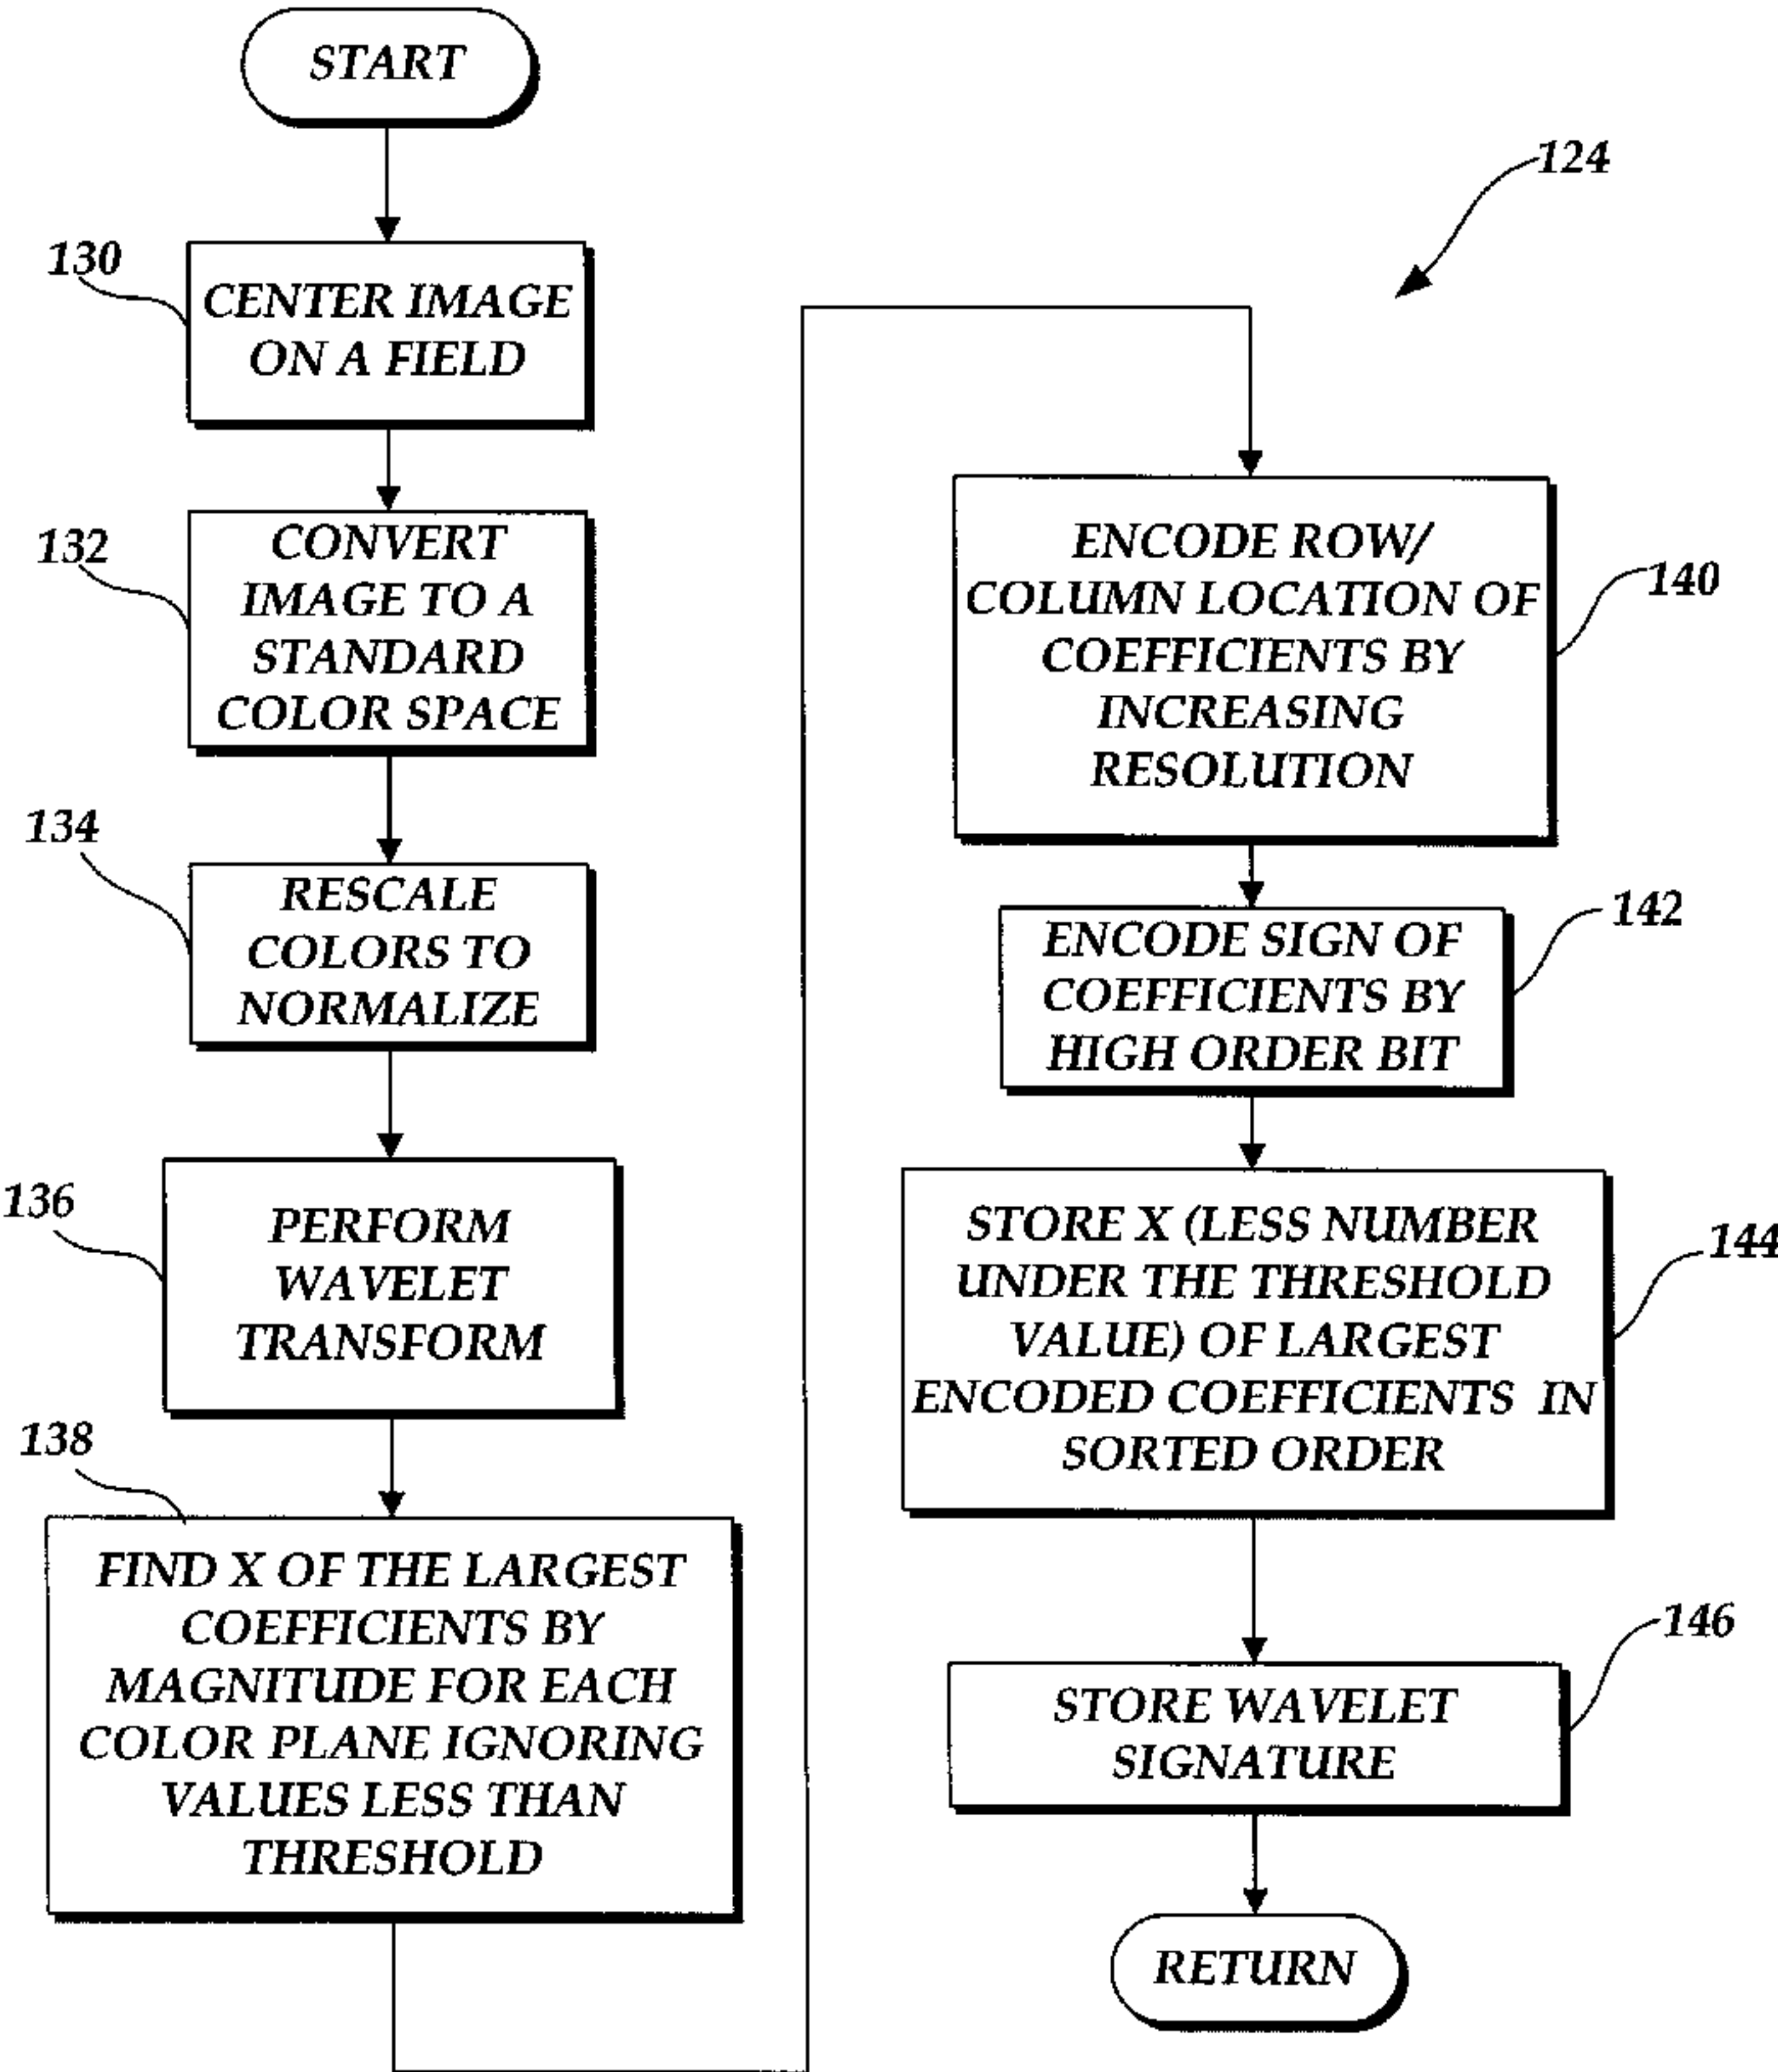 START
130
CENTER IMAGE
ON A FIELD
132
CONVERT
IMAGE TO A
STANDARD
COLOR SPACE
134
RESCALE
COLORS TO
NORMALIZE
136
PERFORM
WAVELET
TRANSFORM
138
FIND X OF THE LARGEST
COEFFICIENTS BY
MAGNITUDE FOR EACH
COLOR PLANE IGNORING
VALUES LESS THAN
THRESHOLD
124
ENCODE ROW/
COLUMN LOCATION OF
COEFFICIENTS BY
INCREASING
RESOLUTION
140
ENCODE SIGN OF
COEFFICIENTS BY
HIGH ORDER BIT
142
STORE X (LESS NUMBER
UNDER THE THRESHOLD
VALUE) OF LARGEST
ENCODED COEFFICIENTS IN
SORTED ORDER
144
STORE WAVELET
SIGNATURE
146
RETURN